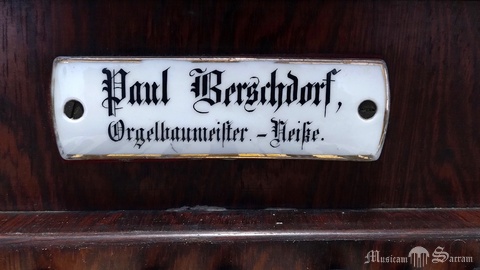 Paul Berschdorf,
Orgelbaumeister. – Neiße.
Musicam Sacram